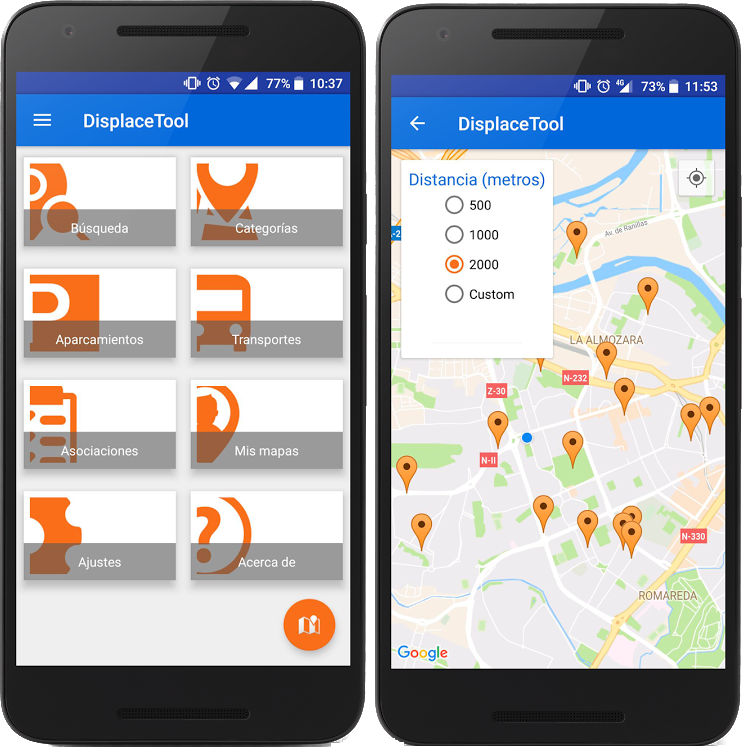 77% 10:37
DisplaceTool
Búsqueda
Categorías
Aparcamientos
Transportes
Asociaciones
Mis mapas
Ajustes
Acerca de
4G 73% 11:53
DisplaceTool
Distancia (metros)
500
1000
2000
Custom
Av. de Ranillas
LA ALMOZARA
N-232
Z-30
N-II
N-330
ROMAREDA
Google